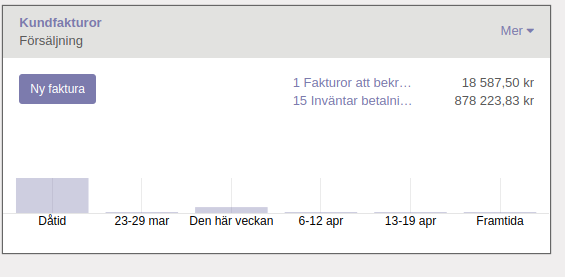 Kundfakturor
Försäljning
Mer
Ny faktura
1 Fakturor att bekr…
18 587,50 kr
15 Inväntar betalni…
878 223,83 kr
Dåtid
23-29 mar
Den här veckan
6-12 apr
13-19 apr
Framtida